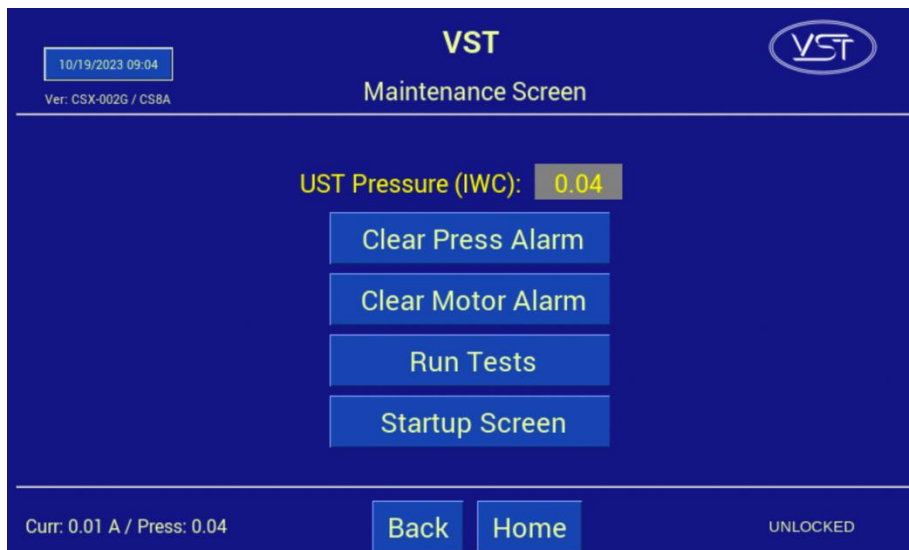 VST
10/19/2023 09:04
Ver: CSX-002G / CS8A
Maintenance Screen
VST
UST Pressure (IWC): 0.04
Clear Press Alarm
Clear Motor Alarm
Run Tests
Startup Screen
Curr: 0.01 A / Press: 0.04
Back
Home
UNLOCKED